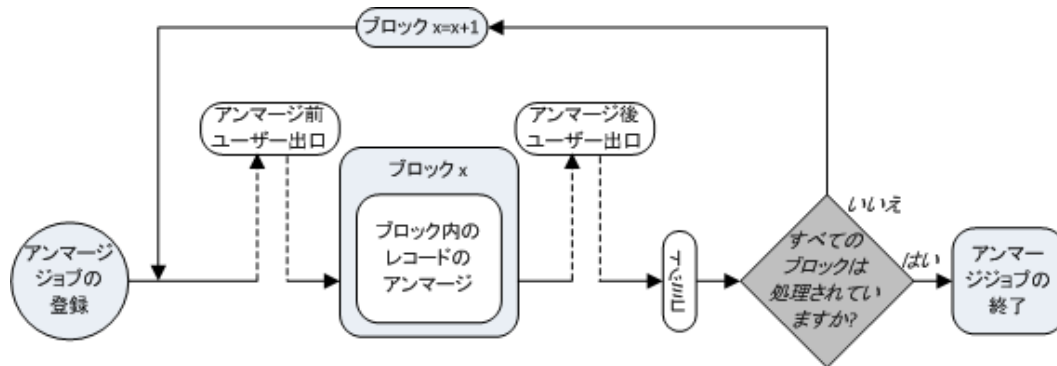 ブロック x=x+1
アンマージ前
ユーザー出口
アンマージ後
ユーザー出口
ブロック x
ブロック内の
レコードの
アンマージ
アンマージ
ジョブの
登録
コミット
すべての
ブロックは
処理されてい
ますか?
いいえ
はい
アンマー
ジジョブの
終了